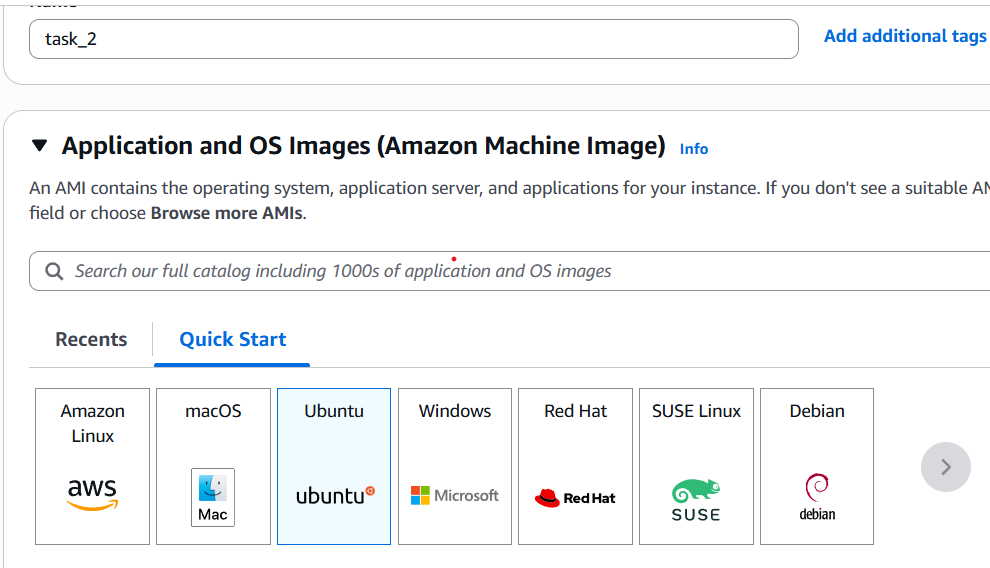 task_2
Add additional tags
Application and OS Images (Amazon Machine Image) Info
An AMI contains the operating system, application server, and applications for your instance. If you don't see a suitable
field or choose Browse more AMIs.
Search our full catalog including 1000s of application and OS images
Recents
Quick Start
Amazon
Linux
aws
macOS
Mac
Ubuntu
ubuntu
Windows
Microsoft
Red Hat
Red Hat
SUSE Linux
SUSE
Debian
debian